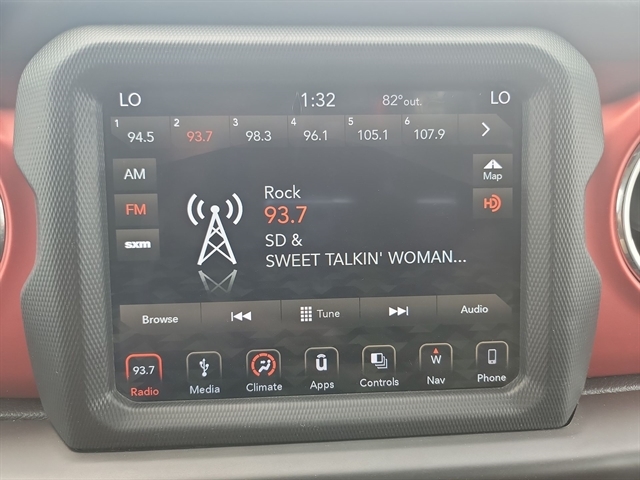 LO 1:32 82°out. LO
1 94.5 2 93.7 3 98.3 4 96.1 5 105.1 6 107.9
AM
Map
FM
HD
sxm
Rock
93.7
SD &
SWEET TALKIN' WOMAN...
Browse Tune Audio
93.7 W
Radio Media Climate Apps Controls Nav Phone